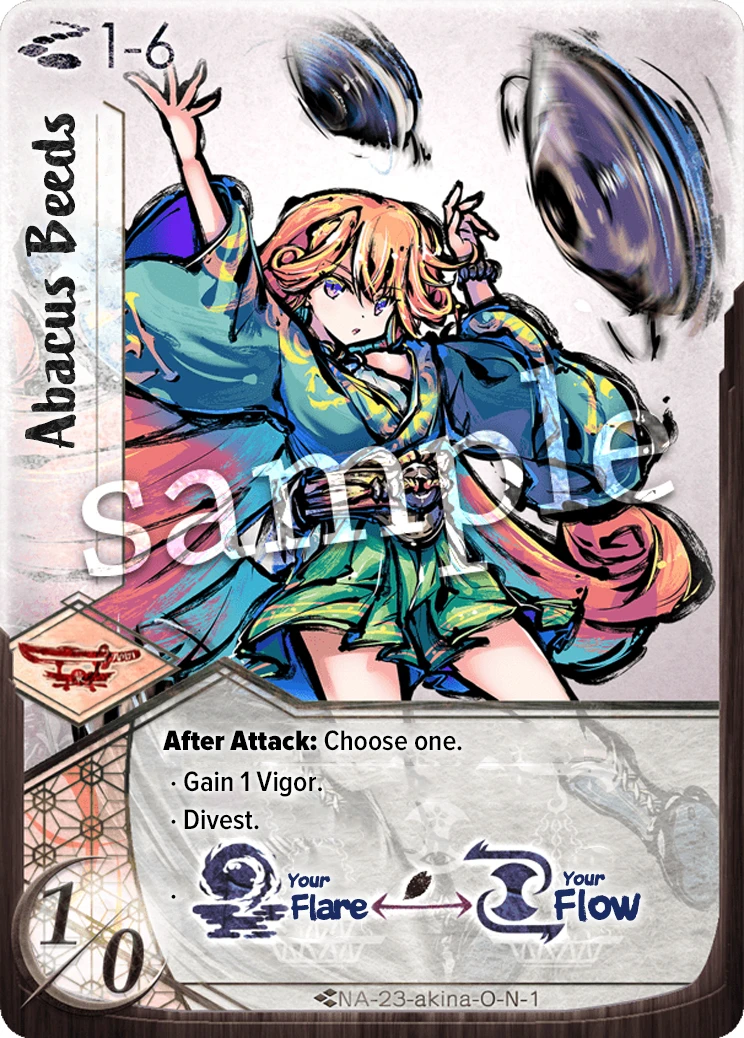 1-6
Abacus Beeds
sample
After Attack: Choose one.
· Gain 1 Vigor.
· Divest.
· Your Flare Your Flow
1/0
NA-23-akina-O-N-1